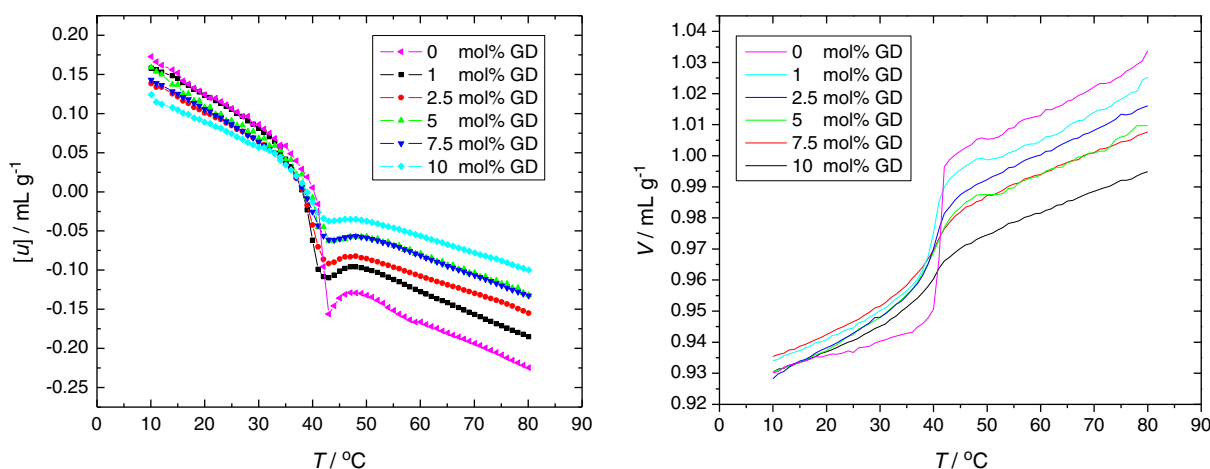 0.20
0.15
0.10
0.05
0.00
-0.05
-0.10
-0.15
-0.20
-0.25
[u] / mL g⁻¹
0 mol% GD
1 mol% GD
2.5 mol% GD
5 mol% GD
7.5 mol% GD
10 mol% GD
0 10 20 30 40 50 60 70 80 90
T / °C
1.04
1.03
1.02
1.01
1.00
0.99
0.98
0.97
0.96
0.95
0.94
0.93
0.92
V / mL g⁻¹
0 mol% GD
1 mol% GD
2.5 mol% GD
5 mol% GD
7.5 mol% GD
10 mol% GD
0 10 20 30 40 50 60 70 80 90
T / °C